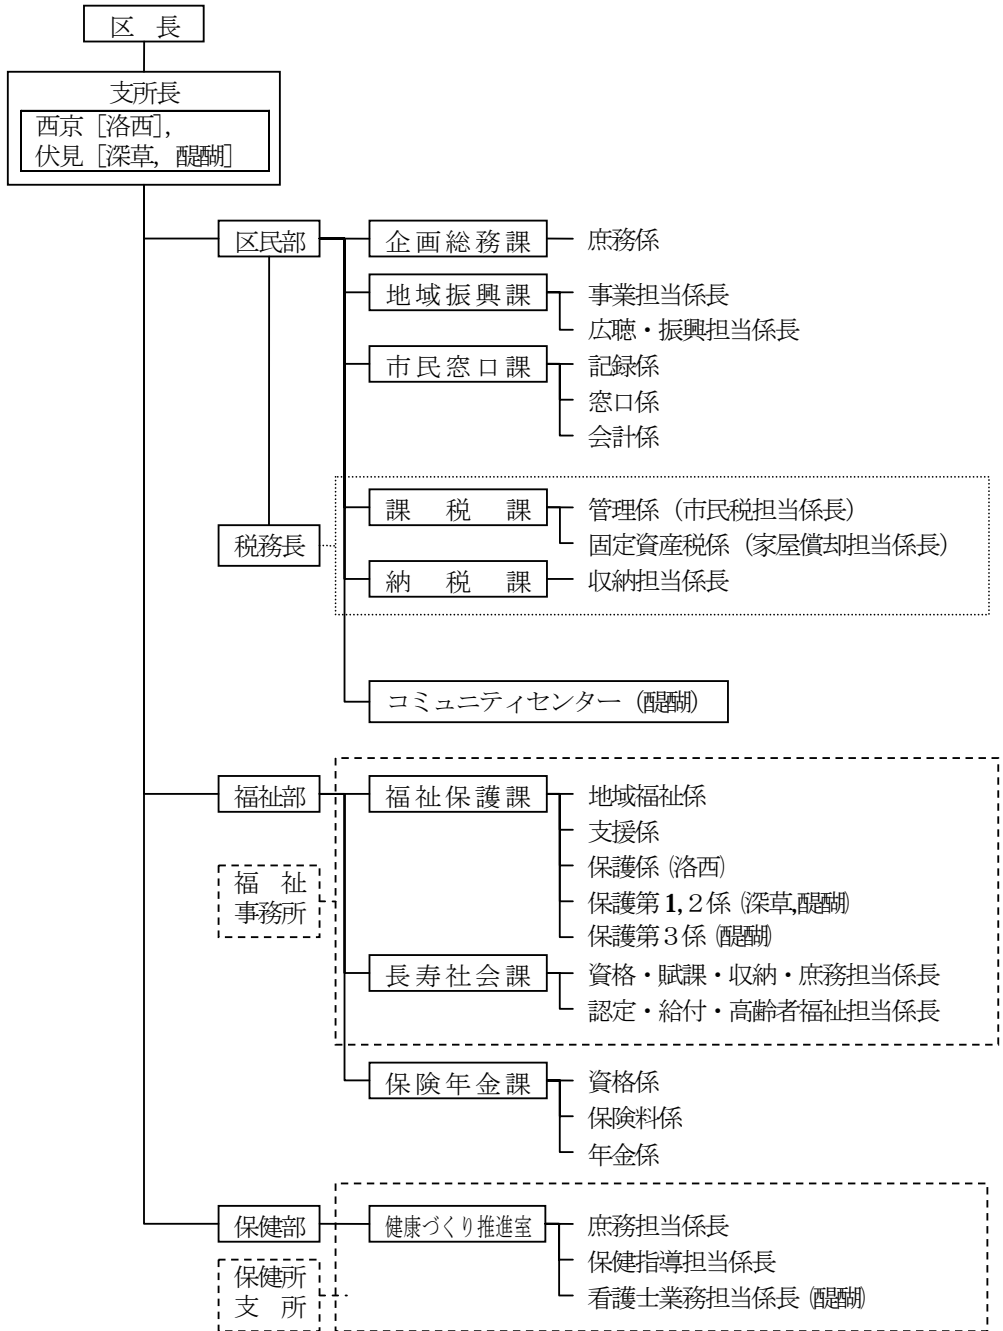 区　長
支所長
西京［洛西］，
伏見［深草，醍醐］
区民部
企画総務課
庶務係
地域振興課
事業担当係長
広聴・振興担当係長
市民窓口課
記録係
窓口係
会計係
税務長
課　税　課
管理係（市民税担当係長）
固定資産税係（家屋償却担当係長）
納　税　課
収納担当係長
コミュニティセンター（醍醐）
福祉部
福祉保護課
地域福祉係
支援係
保護係（洛西）
保護第１，２係（深草,醍醐）
保護第３係（醍醐）
福　祉
事務所
長寿社会課
資格・賦課・収納・庶務担当係長
認定・給付・高齢者福祉担当係長
保険年金課
資格係
保険料係
年金係
保健部
健康づくり推進室
庶務担当係長
保健指導担当係長
看護士業務担当係長（醍醐）
保健所
支　所